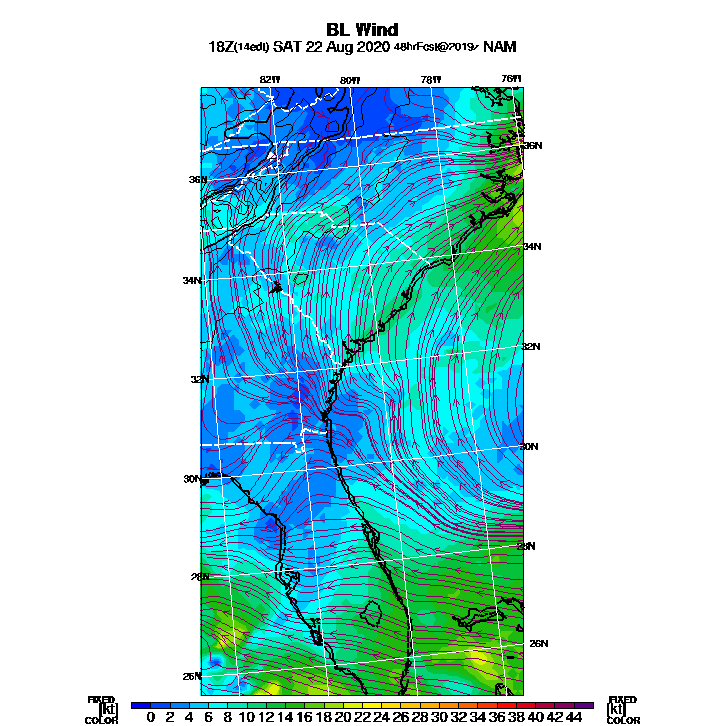 BL Wind
18Z(14edt) SAT 22 Aug 2020 48hrFcst@2019z NAM
82W 80W 78W 76W
36N
36N
34N
34N
32N
32N
30N
30N
28N
28N
26N
26N
FIXED FIXED
[kt] 0 2 4 6 8 10 12 14 16 18 20 22 24 26 28 30 32 34 36 38 40 42 44 [kt]
COLOR COLOR